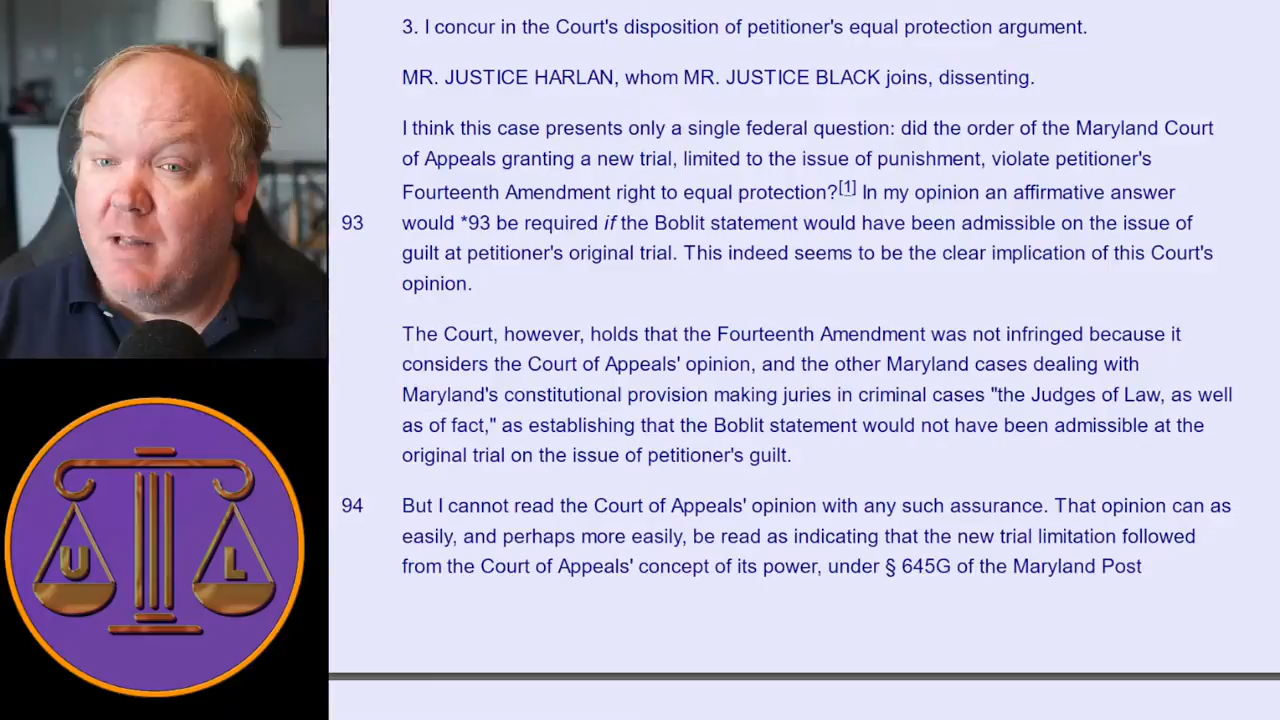 3. I concur in the Court's disposition of petitioner's equal protection argument.
MR. JUSTICE HARLAN, whom MR. JUSTICE BLACK joins, dissenting.
I think this case presents only a single federal question: did the order of the Maryland Court
of Appeals granting a new trial, limited to the issue of punishment, violate petitioner's
Fourteenth Amendment right to equal protection?[1] In my opinion an affirmative answer
93 would *93 be required if the Boblit statement would have been admissible on the issue of
guilt at petitioner's original trial. This indeed seems to be the clear implication of this Court's
opinion.
The Court, however, holds that the Fourteenth Amendment was not infringed because it
considers the Court of Appeals' opinion, and the other Maryland cases dealing with
Maryland's constitutional provision making juries in criminal cases "the Judges of Law, as well
as of fact," as establishing that the Boblit statement would not have been admissible at the
original trial on the issue of petitioner's guilt.
94 But I cannot read the Court of Appeals' opinion with any such assurance. That opinion can as
easily, and perhaps more easily, be read as indicating that the new trial limitation followed
from the Court of Appeals' concept of its power, under § 645G of the Maryland Post
U L